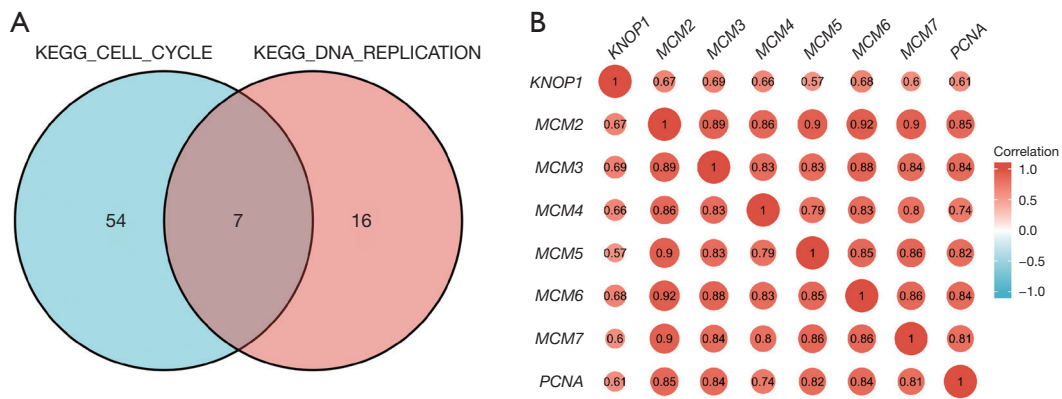 A
KEGG_CELL_CYCLE KEGG_DNA_REPLICATION
54 7 16
B
KNOP1 MCM2 MCM3 MCM4 MCM5 MCM6 MCM7 PCNA
KNOP1 1 0.67 0.69 0.66 0.57 0.68 0.6 0.61
MCM2 0.67 1 0.89 0.86 0.9 0.92 0.9 0.85
MCM3 0.69 0.89 1 0.83 0.83 0.88 0.84 0.84
MCM4 0.66 0.86 0.83 1 0.79 0.83 0.8 0.74
MCM5 0.57 0.9 0.83 0.79 1 0.85 0.86 0.82
MCM6 0.68 0.92 0.88 0.83 0.85 1 0.86 0.84
MCM7 0.6 0.9 0.84 0.8 0.86 0.86 1 0.81
PCNA 0.61 0.85 0.84 0.74 0.82 0.84 0.81 1
Correlation
1.0
0.5
0.0
−0.5
−1.0